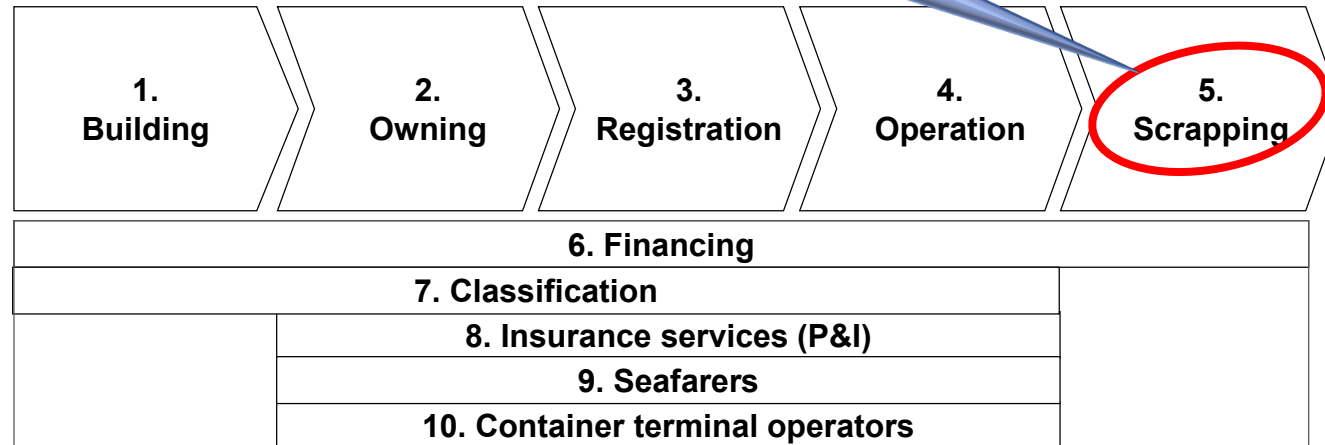 1.
Building
2.
Owning
3.
Registration
4.
Operation
5.
Scrapping
6. Financing
7. Classification
8. Insurance services (P&I)
9. Seafarers
10. Container terminal operators